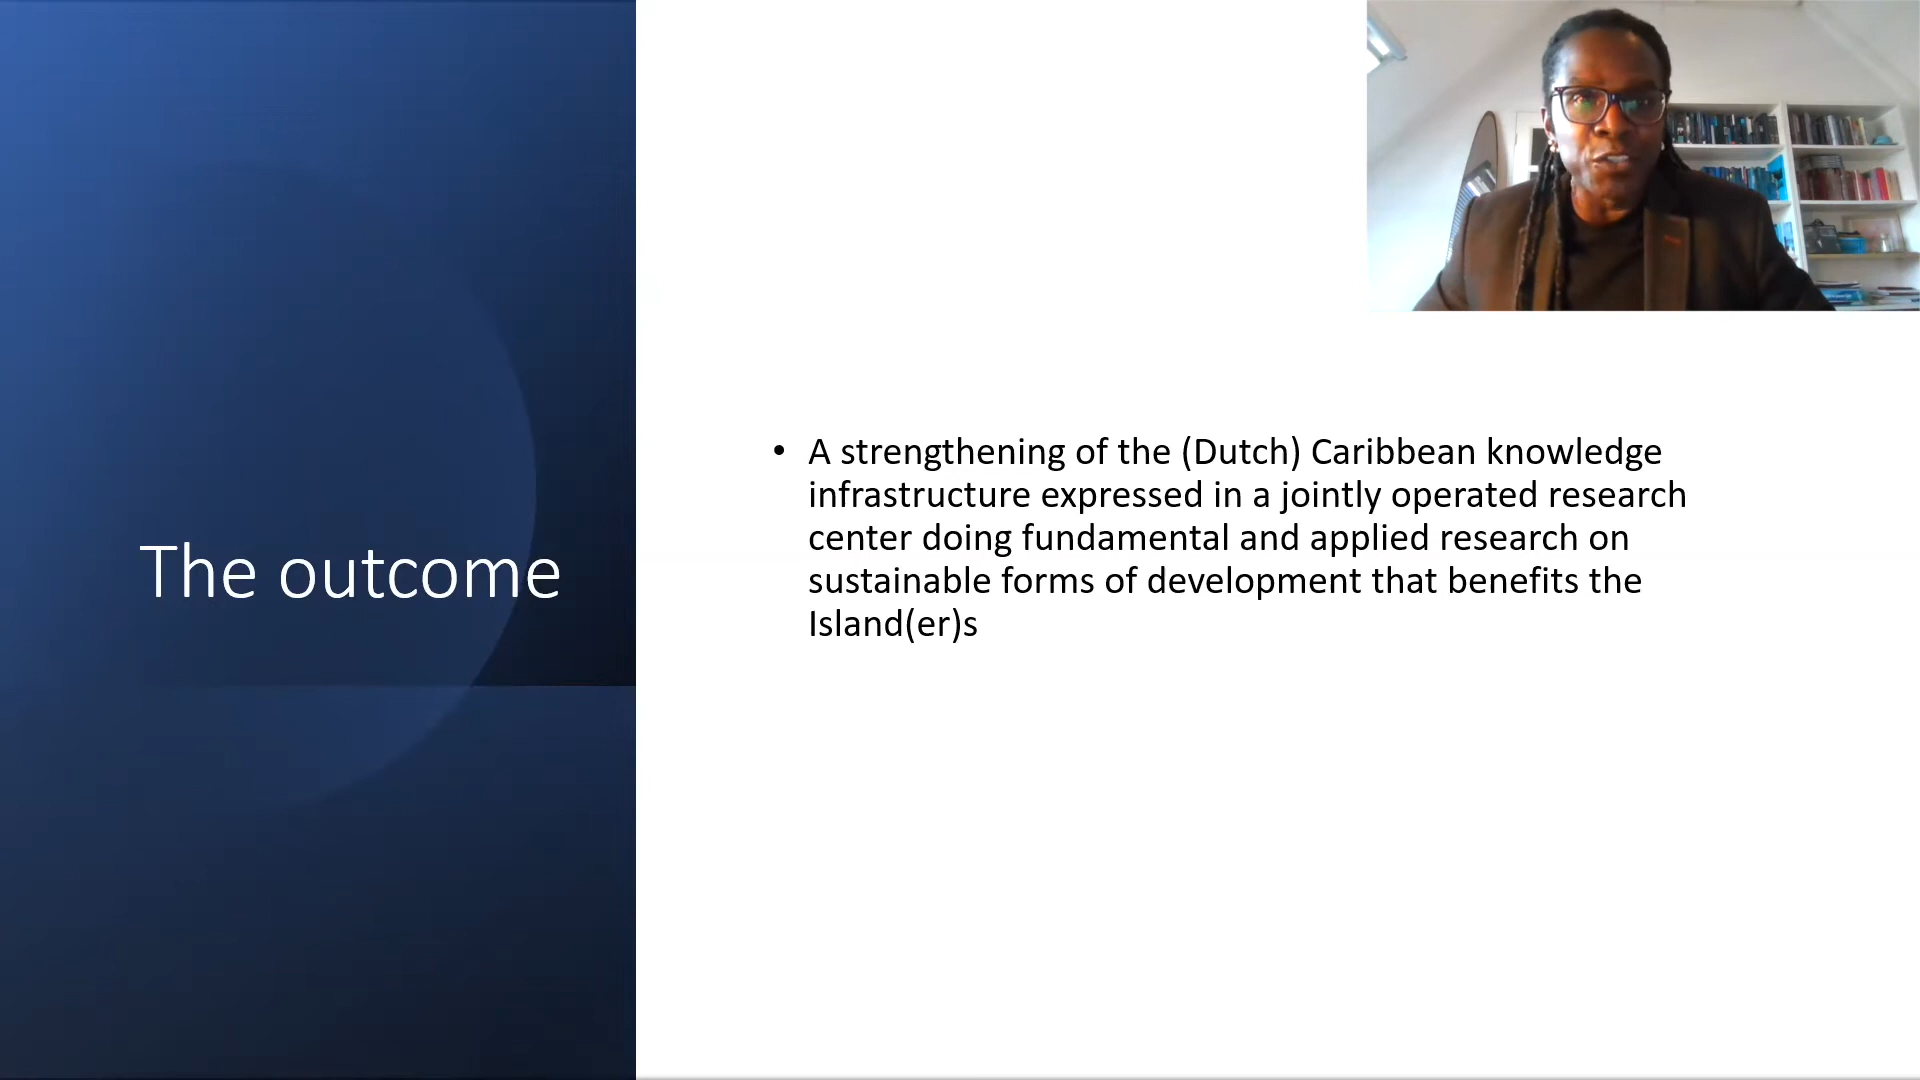 The outcome
• A strengthening of the (Dutch) Caribbean knowledge
infrastructure expressed in a jointly operated research
center doing fundamental and applied research on
sustainable forms of development that benefits the
Island(er)s